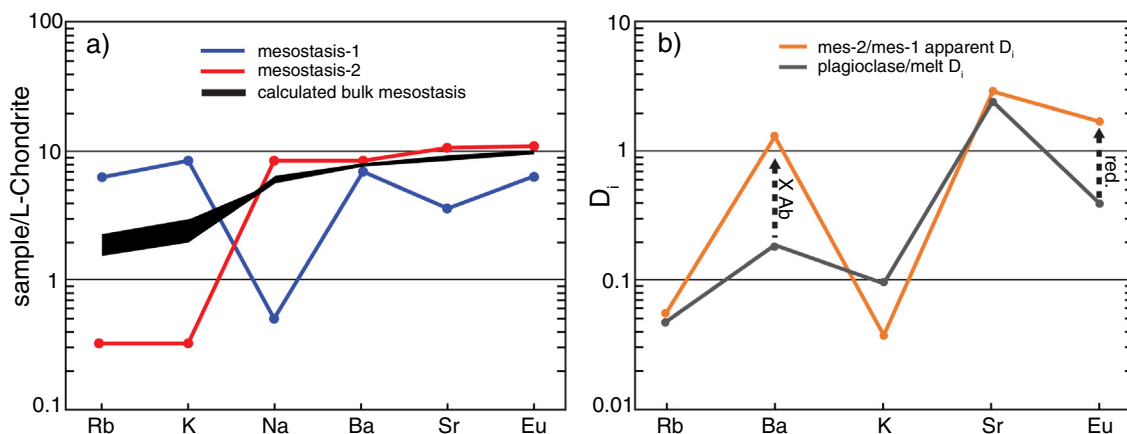 a)
mesostasis-1
mesostasis-2
calculated bulk mesostasis
sample/L-Chondrite
100
10
1
0.1
Rb K Na Ba Sr Eu
b)
mes-2/mes-1 apparent Di
plagioclase/melt Di
Di
10
1
0.1
0.01
X Ab
red.
Rb Ba K Sr Eu